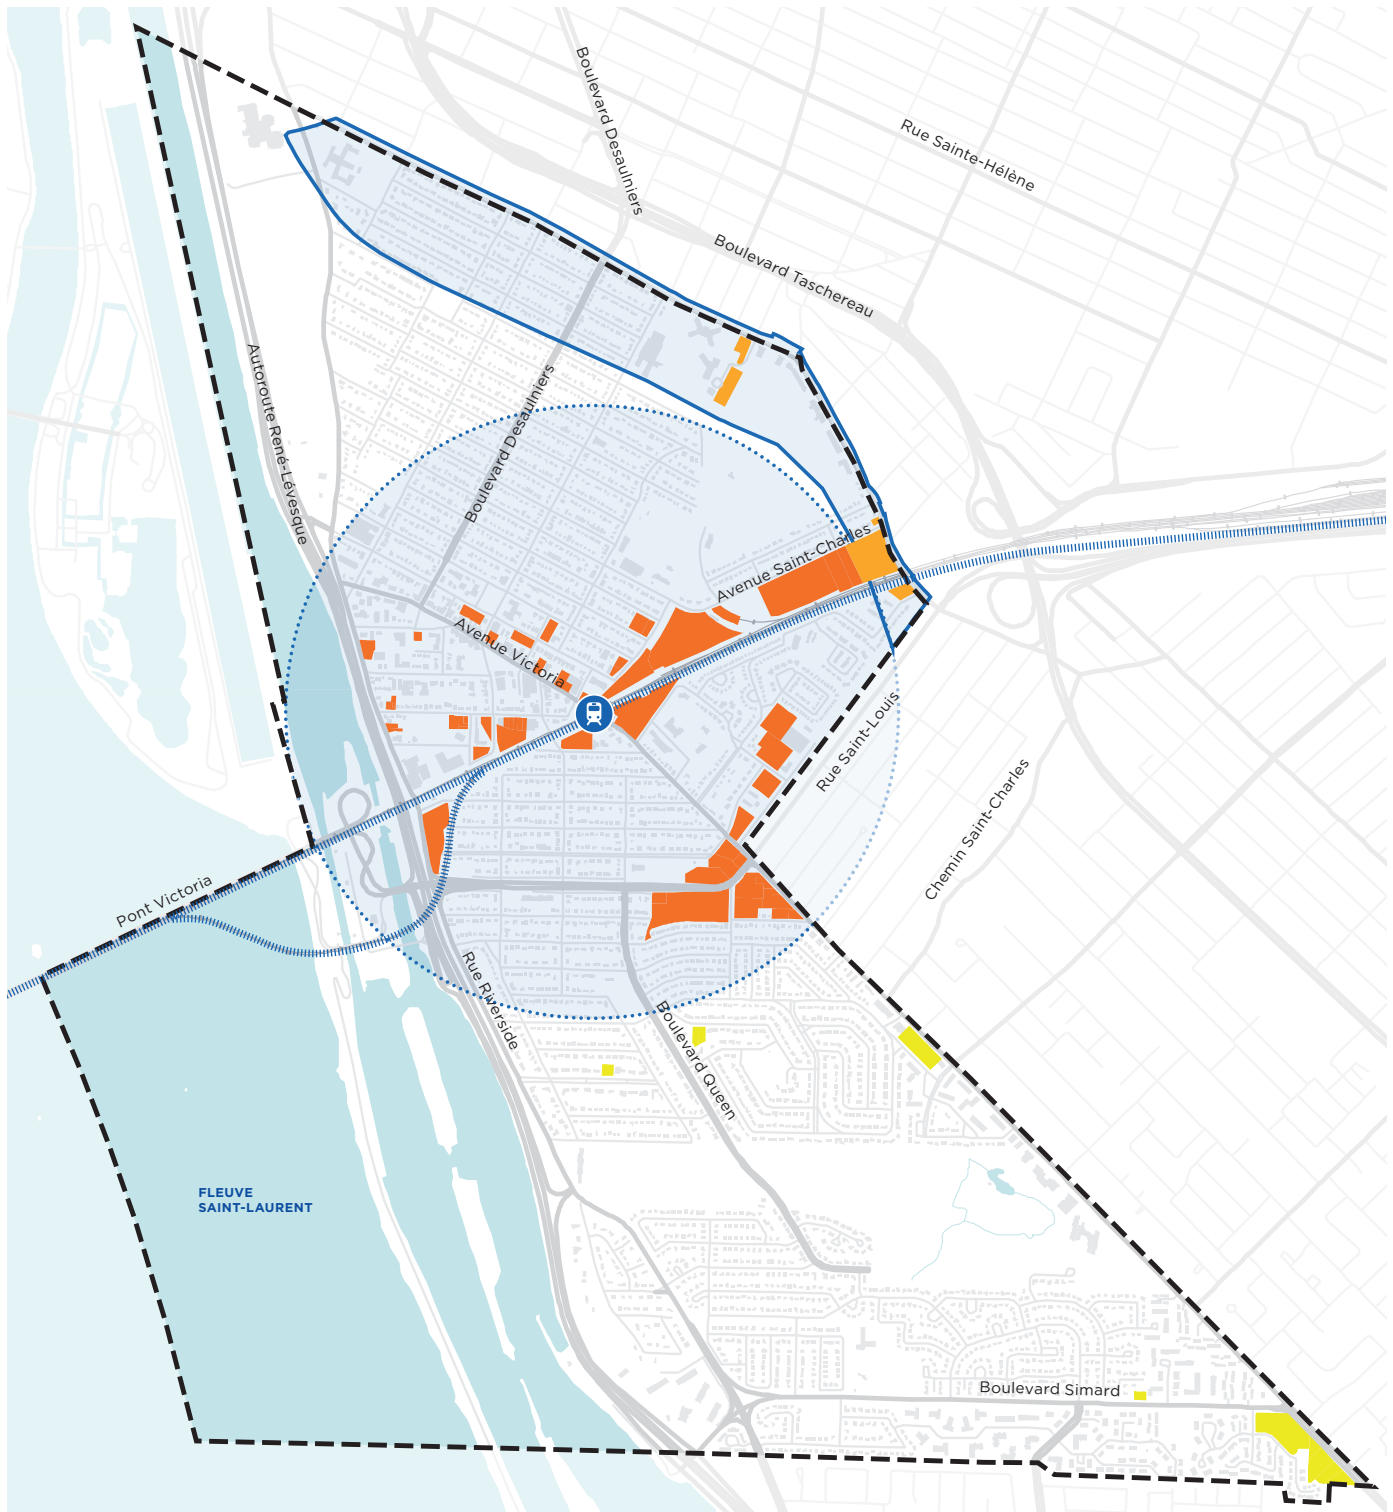 Boulevard Desaulniers
Rue Sainte-Hélène
Boulevard Taschereau
Autoroute René-Lévesque
Boulevard Desaulniers
Avenue Saint-Charles
Avenue Victoria
Rue Saint-Louis
Chemin Saint-Charles
Pont Victoria
Rue Riverside
Boulevard Queen
FLEUVE
SAINT-LAURENT
Boulevard Simard